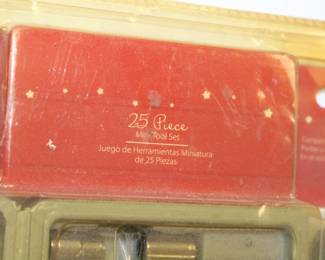 25 Piece
Mini Tool Set
Juego de Herramientas Miniatura
de 25 Piezas